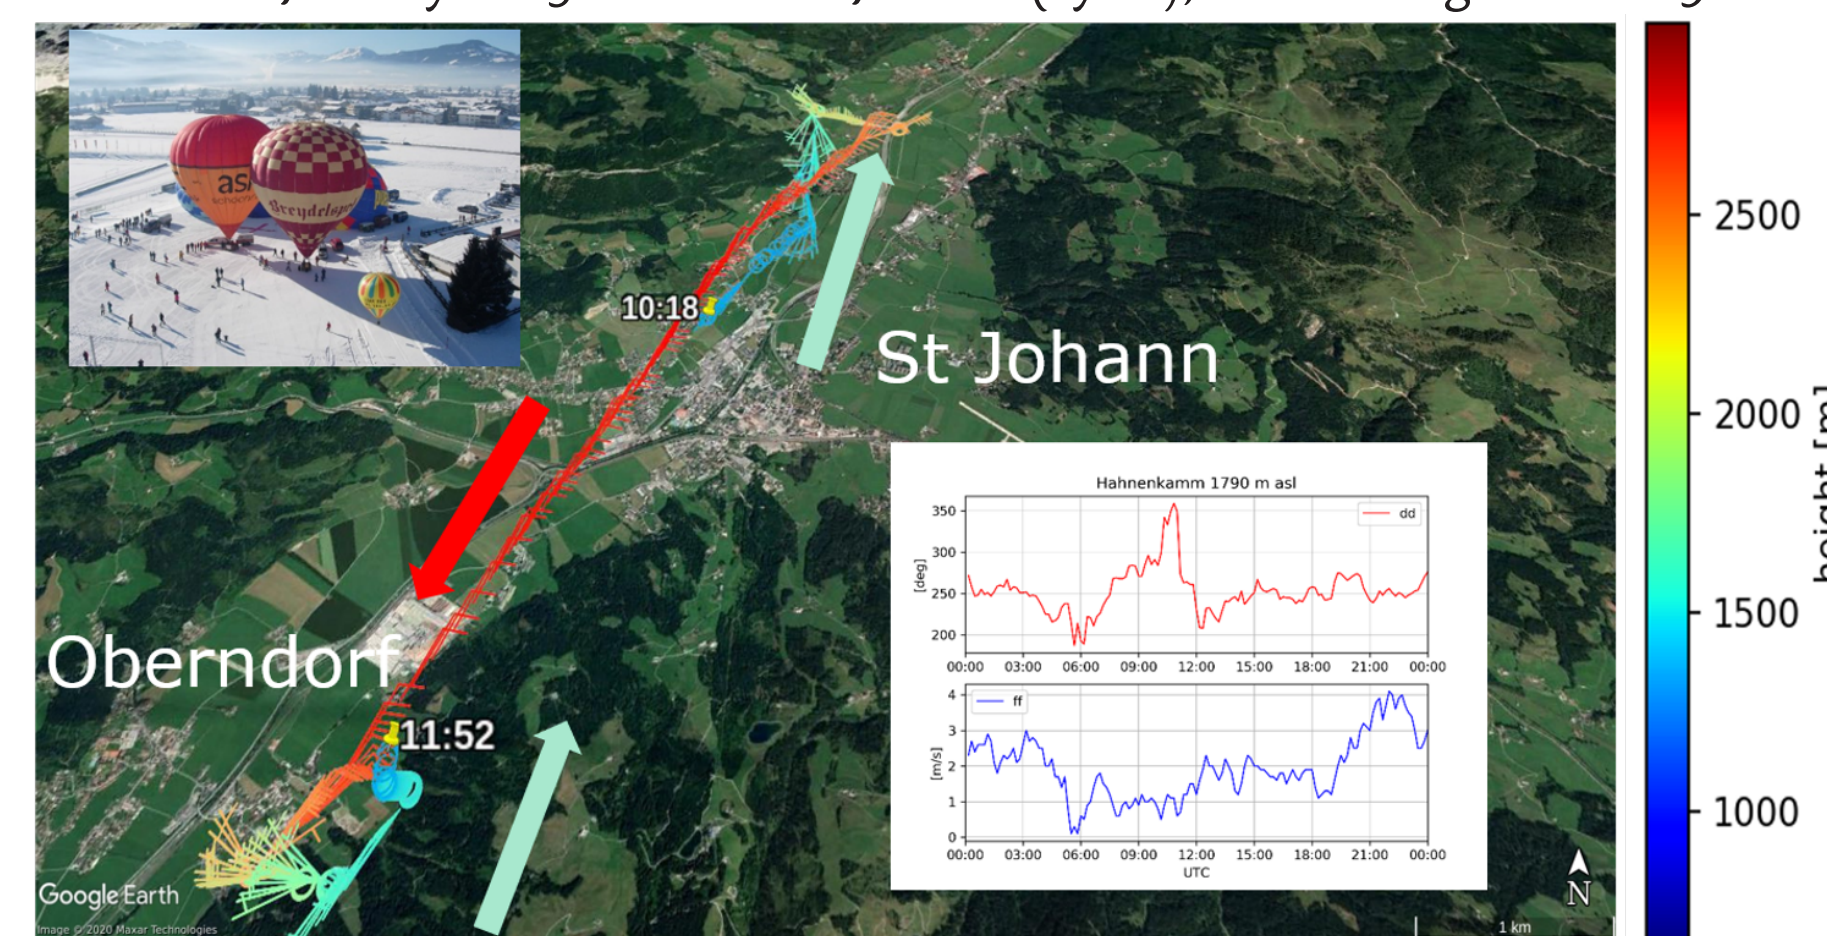 asa
Breydelspa
10:18
St Johann
Oberndorf
11:52
Google Earth
Image © 2020 Maxar Technologies
Hahnenkamm 1790 m asl
dd
[deg]
350
300
250
200
00:00 03:00 06:00 09:00 12:00 15:00 18:00 21:00 00:00
ff
[m/s]
4
3
2
1
0
00:00 03:00 06:00 09:00 12:00 15:00 18:00 21:00 00:00
UTC
N
1 km
2500
2000
1500
1000
height [m]